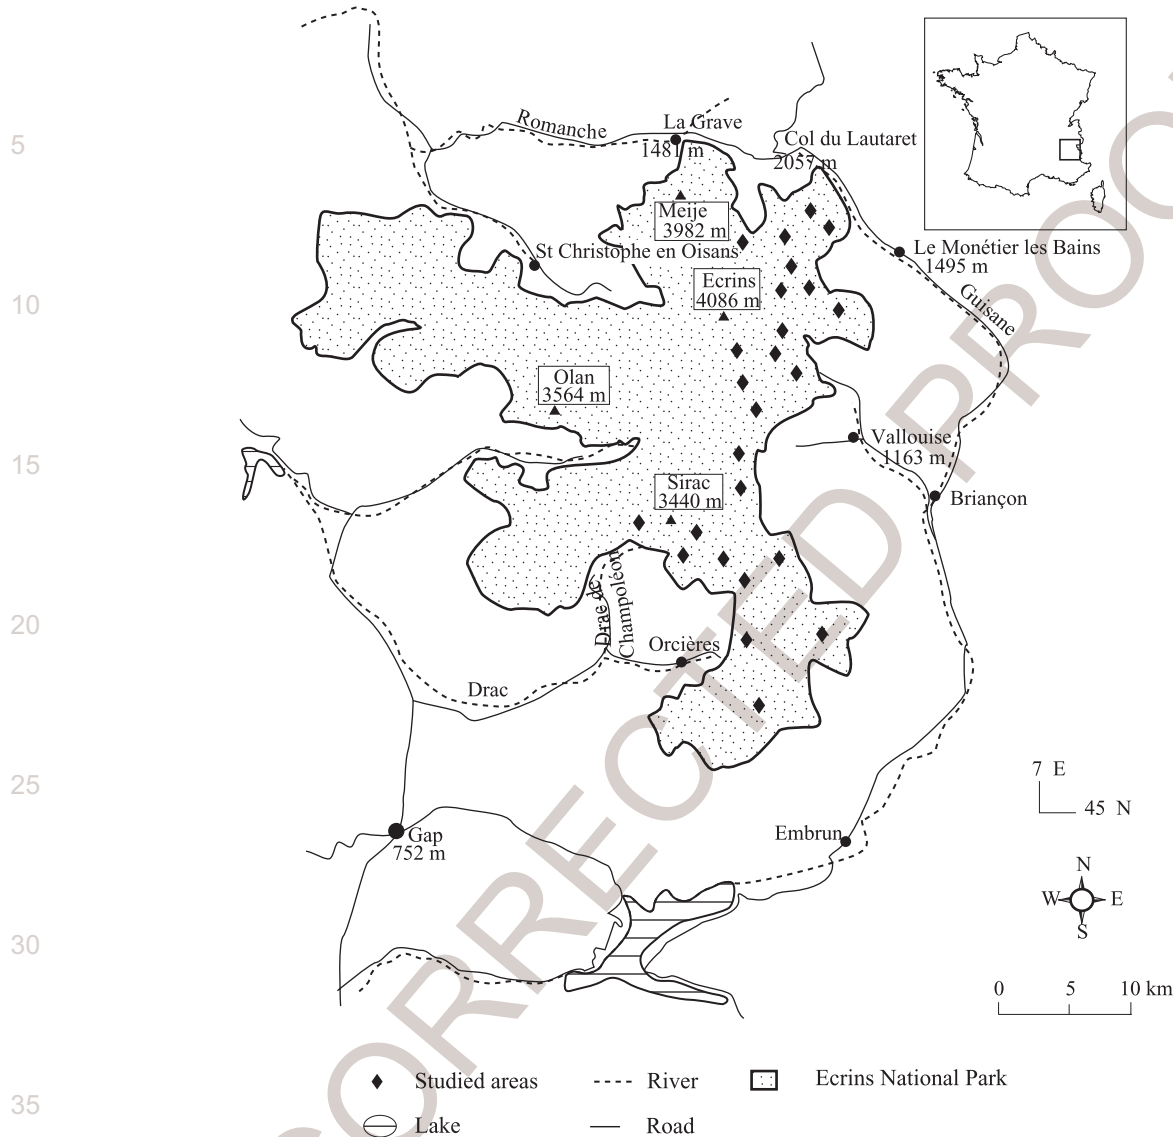 5
10
15
20
25
30
35
Romanche
La Grave
1481 m
Col du Lautaret
2057 m
Meije
3982 m
St Christophe en Oisans
Le Monétier les Bains
1495 m
Ecrins
4086 m
Guisane
Olan
3564 m
Vallouise
1163 m
Sirac
3440 m
Briançon
Drac de
Champoléon
Orcières
Drac
7 E
45 N
Gap
752 m
Embrun
N
W E
S
0 5 10 km
Studied areas
River
Ecrins National Park
Lake
Road
CORRECTED PROO